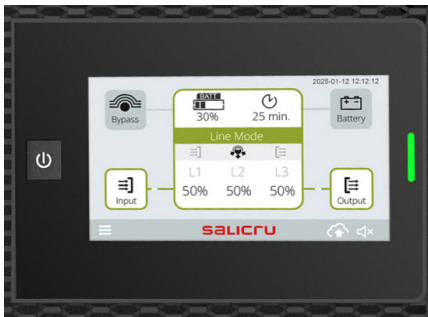 2025-01-12 12:12:12
BATT
30%
25 min.
Bypass
Battery
Line Mode
L1
L2
L3
50%
50%
50%
Input
Output
SALICRU